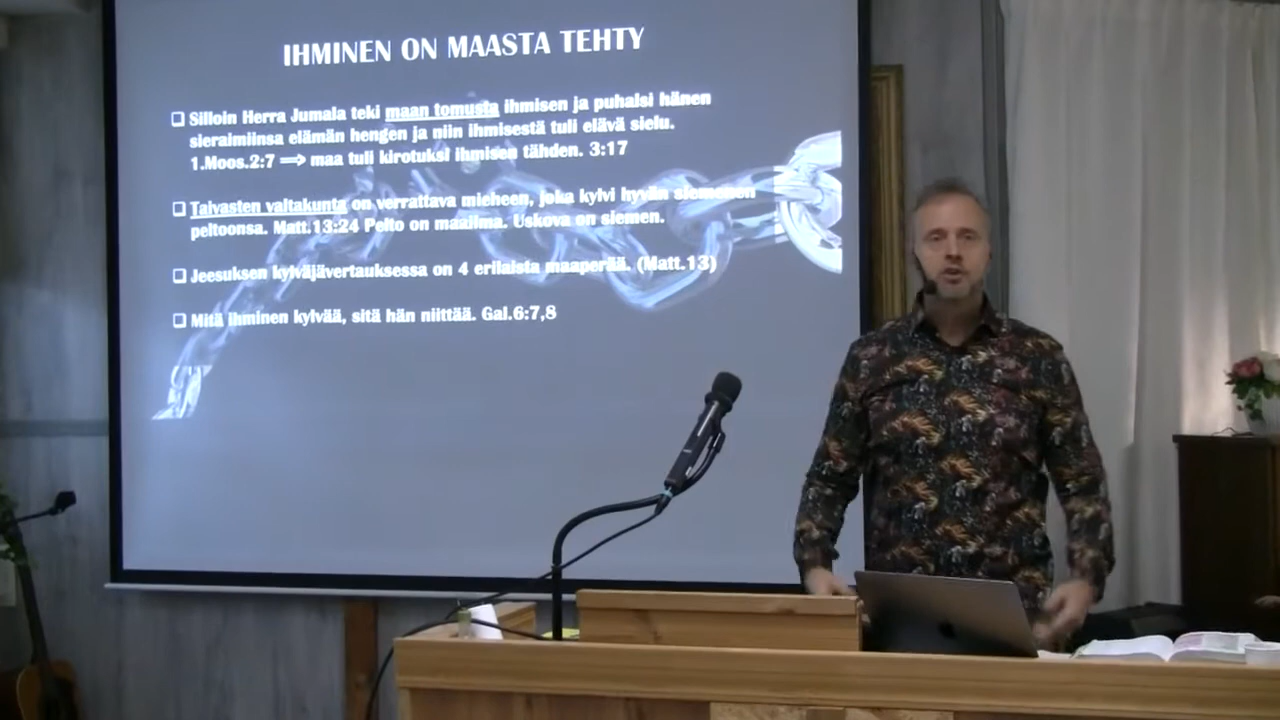 IHMINEN ON MAASTA TEHTY
❑ Silloin Herra Jumala teki maan tomusta ihmisen ja puhalsi hänen
sieraimiinsa elämän hengen ja niin ihmisestä tuli elävä sielu.
1.Moos.2:7 ⟹ maa tuli kirotuksi ihmisen tähden. 3:17
❑ Taivasten valtakunta on verrattava mieheen, joka kylvi hyvän siemenen
peltoonsa. Matt.13:24 Pelto on maailma. Uskova on siemen.
❑ Jeesuksen kylväjävertauksessa on 4 erilaista maaperää. (Matt.13)
❑ Mitä ihminen kylvää, sitä hän niittää. Gal.6:7,8